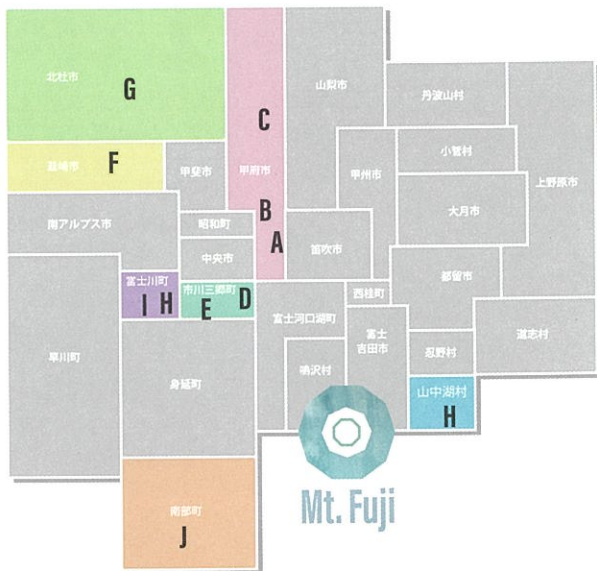 北杜市
G
韮崎市
F
C
甲府市
B
A
山梨市
丹波山村
小菅村
甲州市
上野原市
甲斐市
大月市
南アルプス市
昭和町
中央市
笛吹市
都留市
富士川町
I H
市川三郷町
E D
西桂町
富士河口湖町
富士
吉田市
道志村
忍野村
早川町
身延町
鳴沢村
山中湖村
H
南部町
J
Mt. Fuji